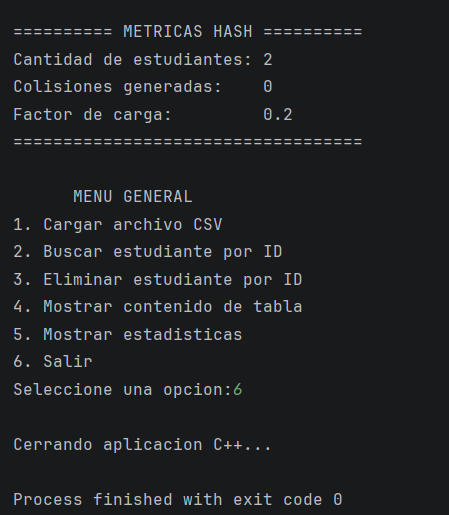 ========== METRICAS HASH ==========
Cantidad de estudiantes: 2
Colisiones generadas:    0
Factor de carga:         0.2
===================================
      MENU GENERAL
1. Cargar archivo CSV
2. Buscar estudiante por ID
3. Eliminar estudiante por ID
4. Mostrar contenido de tabla
5. Mostrar estadisticas
6. Salir
Seleccione una opcion:6
Cerrando aplicacion C++...
Process finished with exit code 0